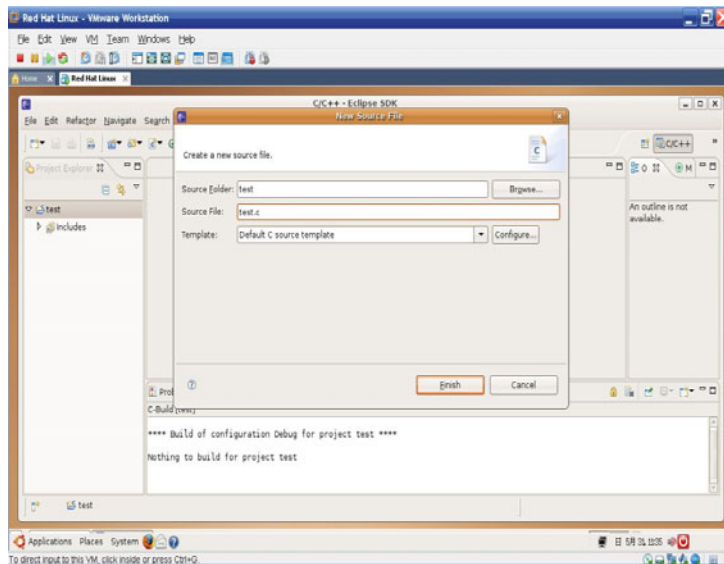 Red Hat Linux - VMware Workstation
File Edit View VM Team Windows Help
Home X Red Hat Linux X
C/C++ - Eclipse SDK
File Edit Refactor Navigate Search
New Source File
C/C++
Create a new source file.
Project Explorer
Source Folder: test Browse...
Source File: test.c
Template: Default C source template Configure...
test
Includes
An outline is not
available.
Finish Cancel
C-Build [test]
**** Build of configuration Debug for project test ****
Nothing to build for project test
test
Applications Places System
To direct input to this VM, click inside or press Ctrl+G.